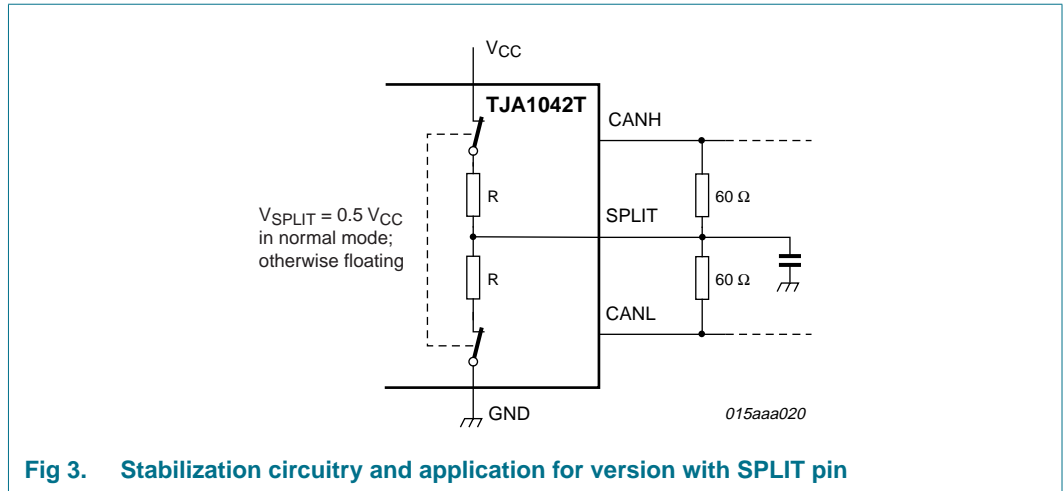 VCC
TJA1042T
CANH
R
60 Ω
VSPLIT = 0.5 VCC
in normal mode;
otherwise floating
SPLIT
R
60 Ω
CANL
GND
015aaa020
Fig 3. Stabilization circuitry and application for version with SPLIT pin